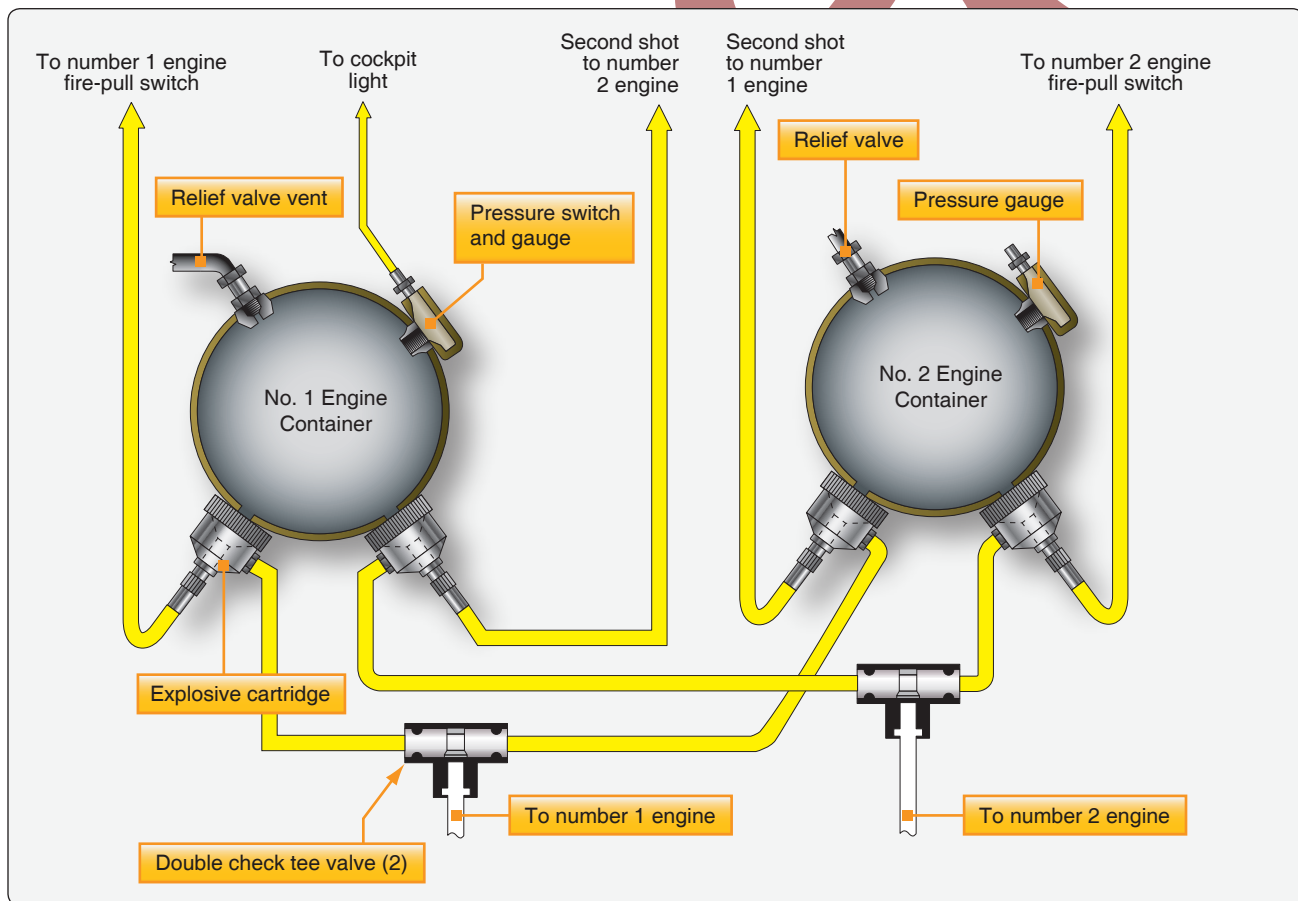 To number 1 engine
fire-pull switch
To cockpit
light
Second shot
to number
2 engine
Second shot
to number
1 engine
To number 2 engine
fire-pull switch
Relief valve
Relief valve vent
Pressure switch
and gauge
Pressure gauge
No. 1 Engine
Container
No. 2 Engine
Container
Explosive cartridge
To number 1 engine
To number 2 engine
Double check tee valve (2)